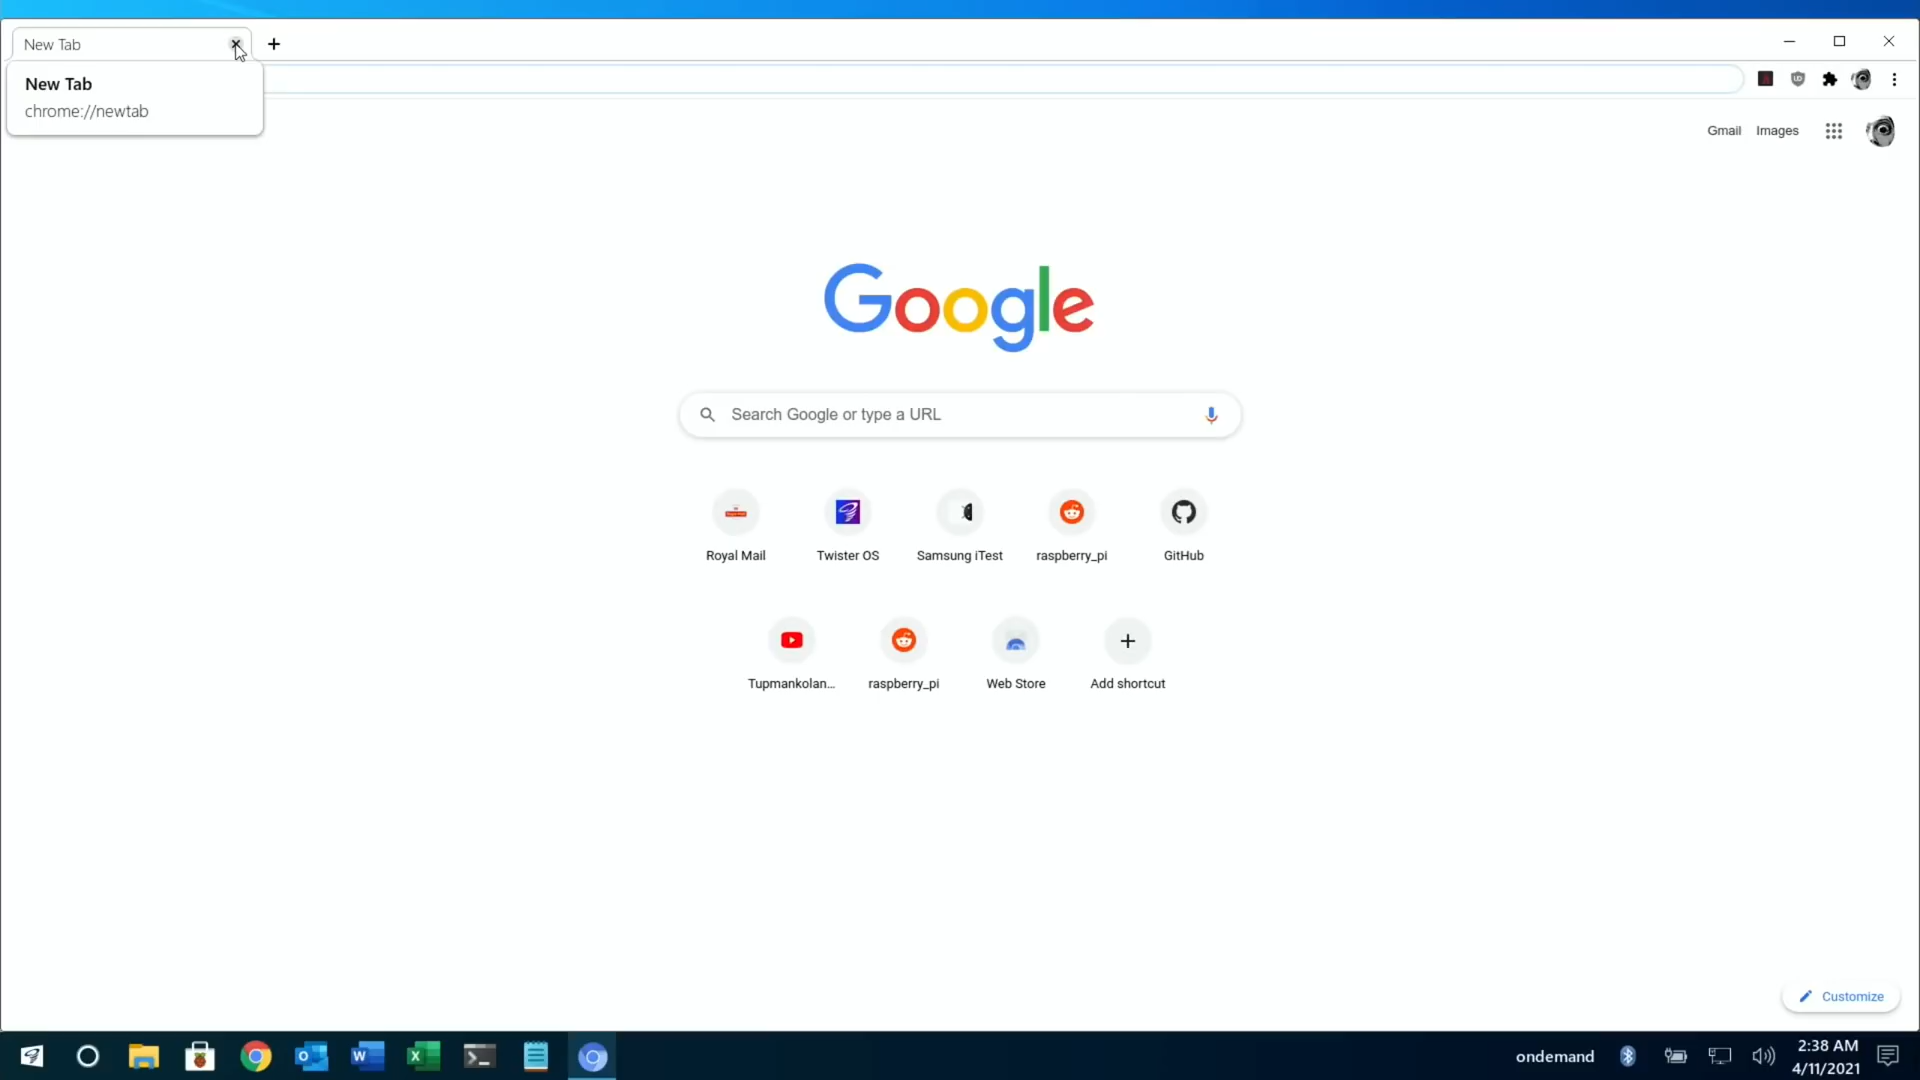 New Tab
New Tab
chrome://newtab
Gmail
Images
Google
Search Google or type a URL
Royal Mail
Twister OS
Samsung iTest
raspberry_pi
GitHub
Tupmankolan...
raspberry_pi
Web Store
Add shortcut
Customize
ondemand
2:38 AM
4/11/2021